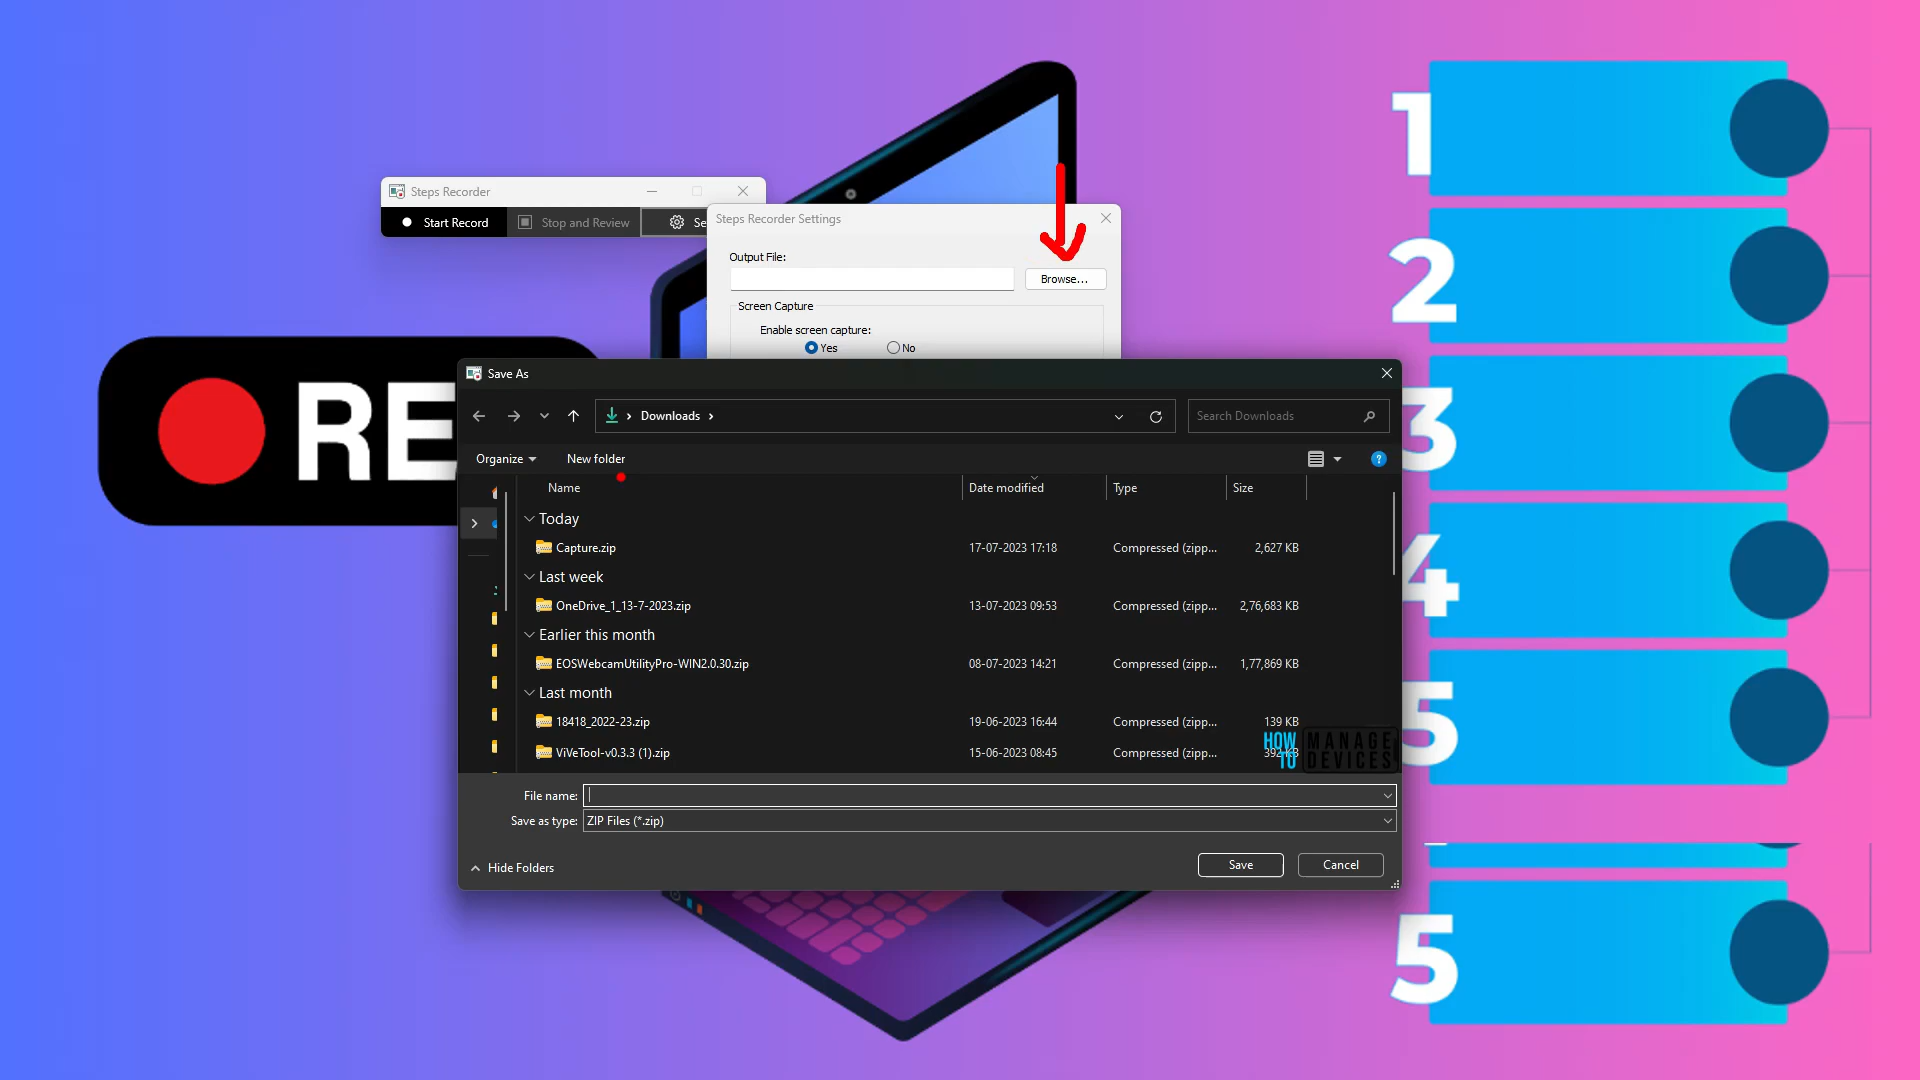 Steps Recorder
Start Record
Stop and Review
Se
Steps Recorder Settings
Output File:
Browse...
Screen Capture
Enable screen capture:
Yes No
RE
Save As
Downloads
Search Downloads
Organize New folder
Name Date modified Type Size
Today
Capture.zip 17-07-2023 17:18 Compressed (zipp... 2,627 KB
Last week
OneDrive_1_13-7-2023.zip 13-07-2023 09:53 Compressed (zipp... 2,76,683 KB
Earlier this month
EOSWebcamUtilityPro-WIN2.0.30.zip 08-07-2023 14:21 Compressed (zipp... 1,77,869 KB
Last month
18418_2022-23.zip 19-06-2023 16:44 Compressed (zipp... 139 KB
ViVeTool-v0.3.3 (1).zip 15-06-2023 08:45 Compressed (zipp... 392 KB
HOW TO MANAGE DEVICES
File name:
Save as type: ZIP Files (*.zip)
Hide Folders
Save Cancel
1
2
3
4
5
5